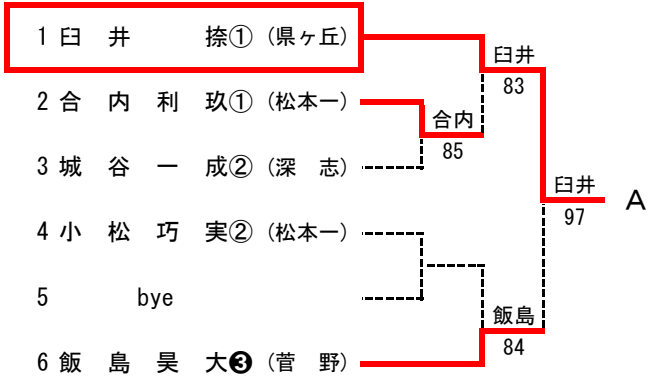 1 臼 井 捺① (県ヶ丘)
臼井
83
2 合 内 利 玖① (松本一)
合内
85
3 城 谷 一 成② (深 志)
臼井
97
A
4 小 松 巧 実② (松本一)
5 bye
飯島
84
6 飯 島 昊 大❸ (菅 野)